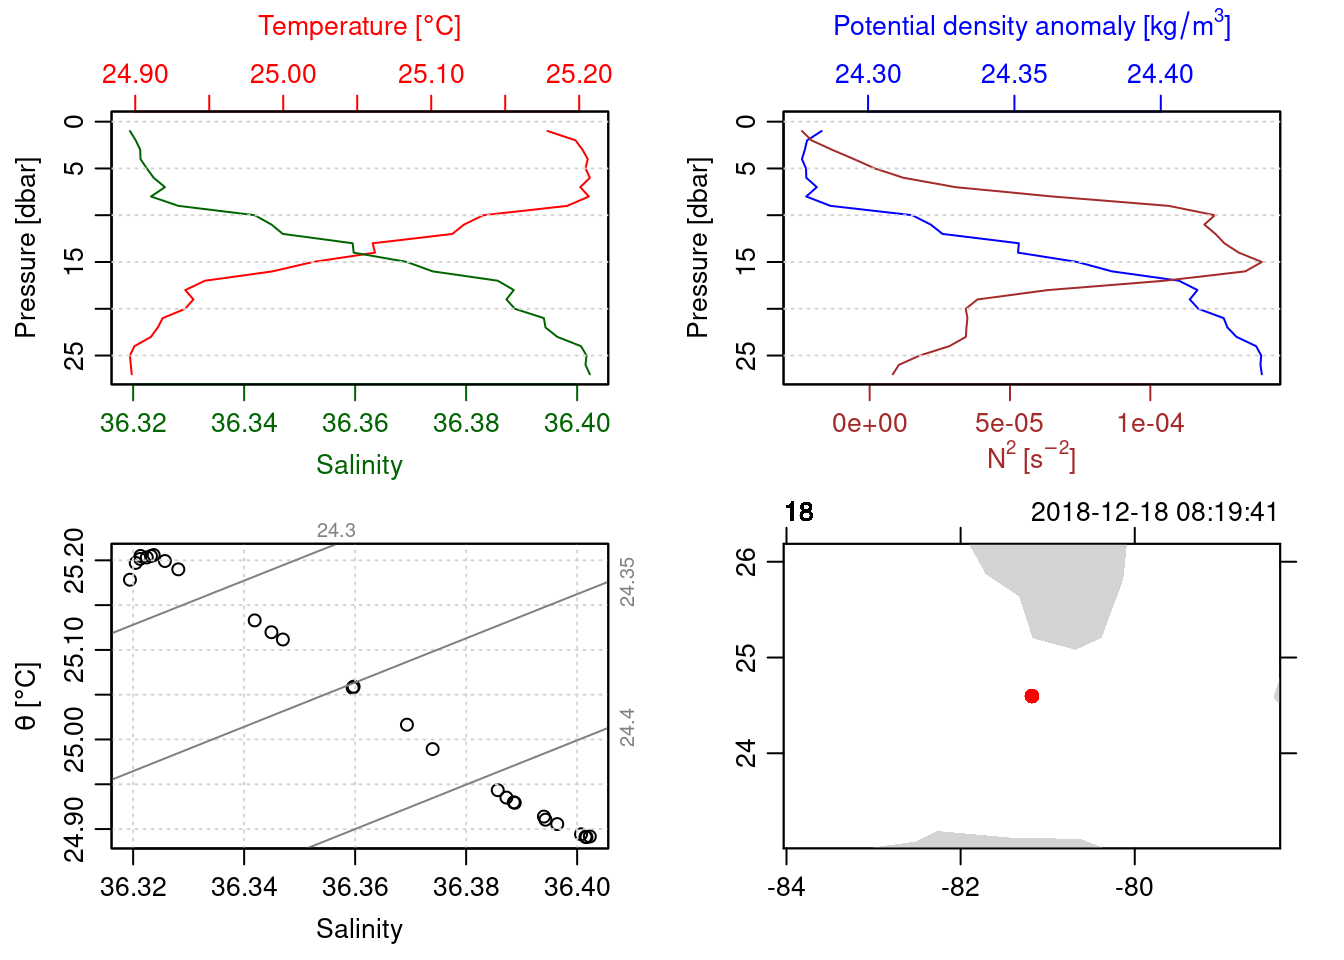 Temperature [°C]
24.90 25.00 25.10 25.20
0
5
15
25
Pressure [dbar]
36.32 36.34 36.36 36.38 36.40
Salinity
Potential density anomaly [kg/m³]
24.30 24.35 24.40
0
5
15
25
Pressure [dbar]
0e+00 5e-05 1e-04
N² [s⁻²]
24.3
24.35
24.4
25.20
25.10
25.00
24.90
θ [°C]
36.32 36.34 36.36 36.38 36.40
Salinity
18 2018-12-18 08:19:41
26
25
24
-84 -82 -80